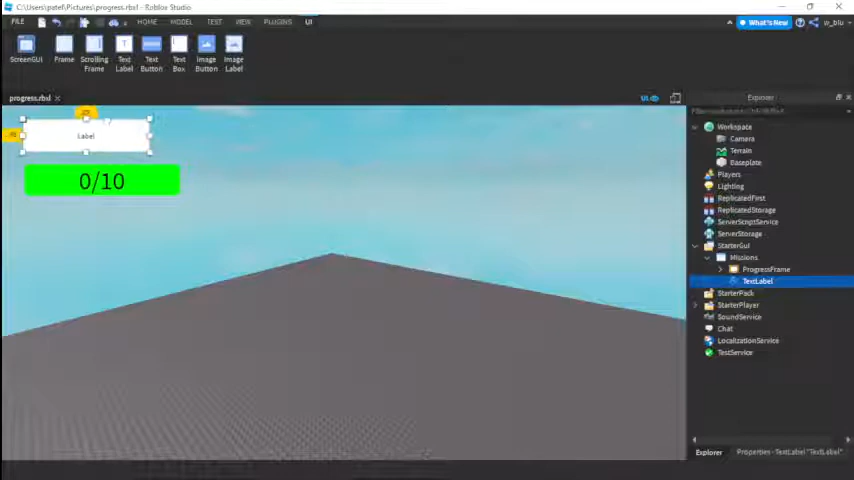 C:\Users\patel\Pictures\progress.rbxl - Roblox Studio
FILE HOME MODEL TEST VIEW PLUGINS UI What's New w_blu
ScreenGUI Frame Scrolling Frame Text Label Text Button Text Box Image Button Image Label
progress.rbxl UI Explorer
Workspace
Label Camera
Terrain
Baseplate
Players
0/10 Lighting
ReplicatedFirst
ReplicatedStorage
ServerScriptService
ServerStorage
StarterGui
Missions
ProgressFrame
TextLabel
StarterPack
StarterPlayer
SoundService
Chat
LocalizationService
TestService
Explorer Properties - TextLabel "TextLabel"